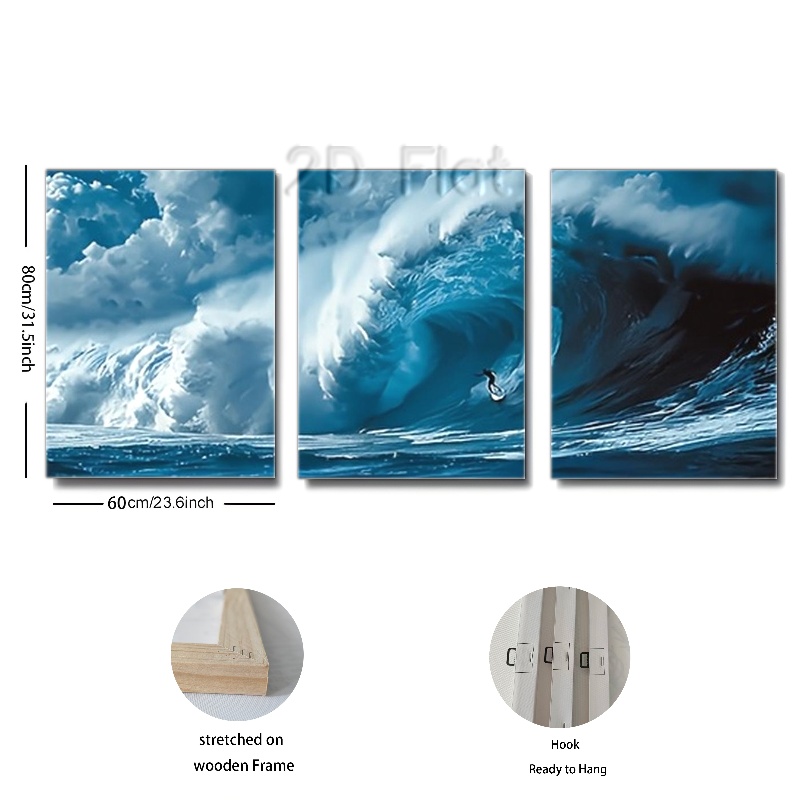 2D Flat
80cm/31.5inch
60cm/23.6inch
stretched on
wooden Frame
Hook
Ready to Hang